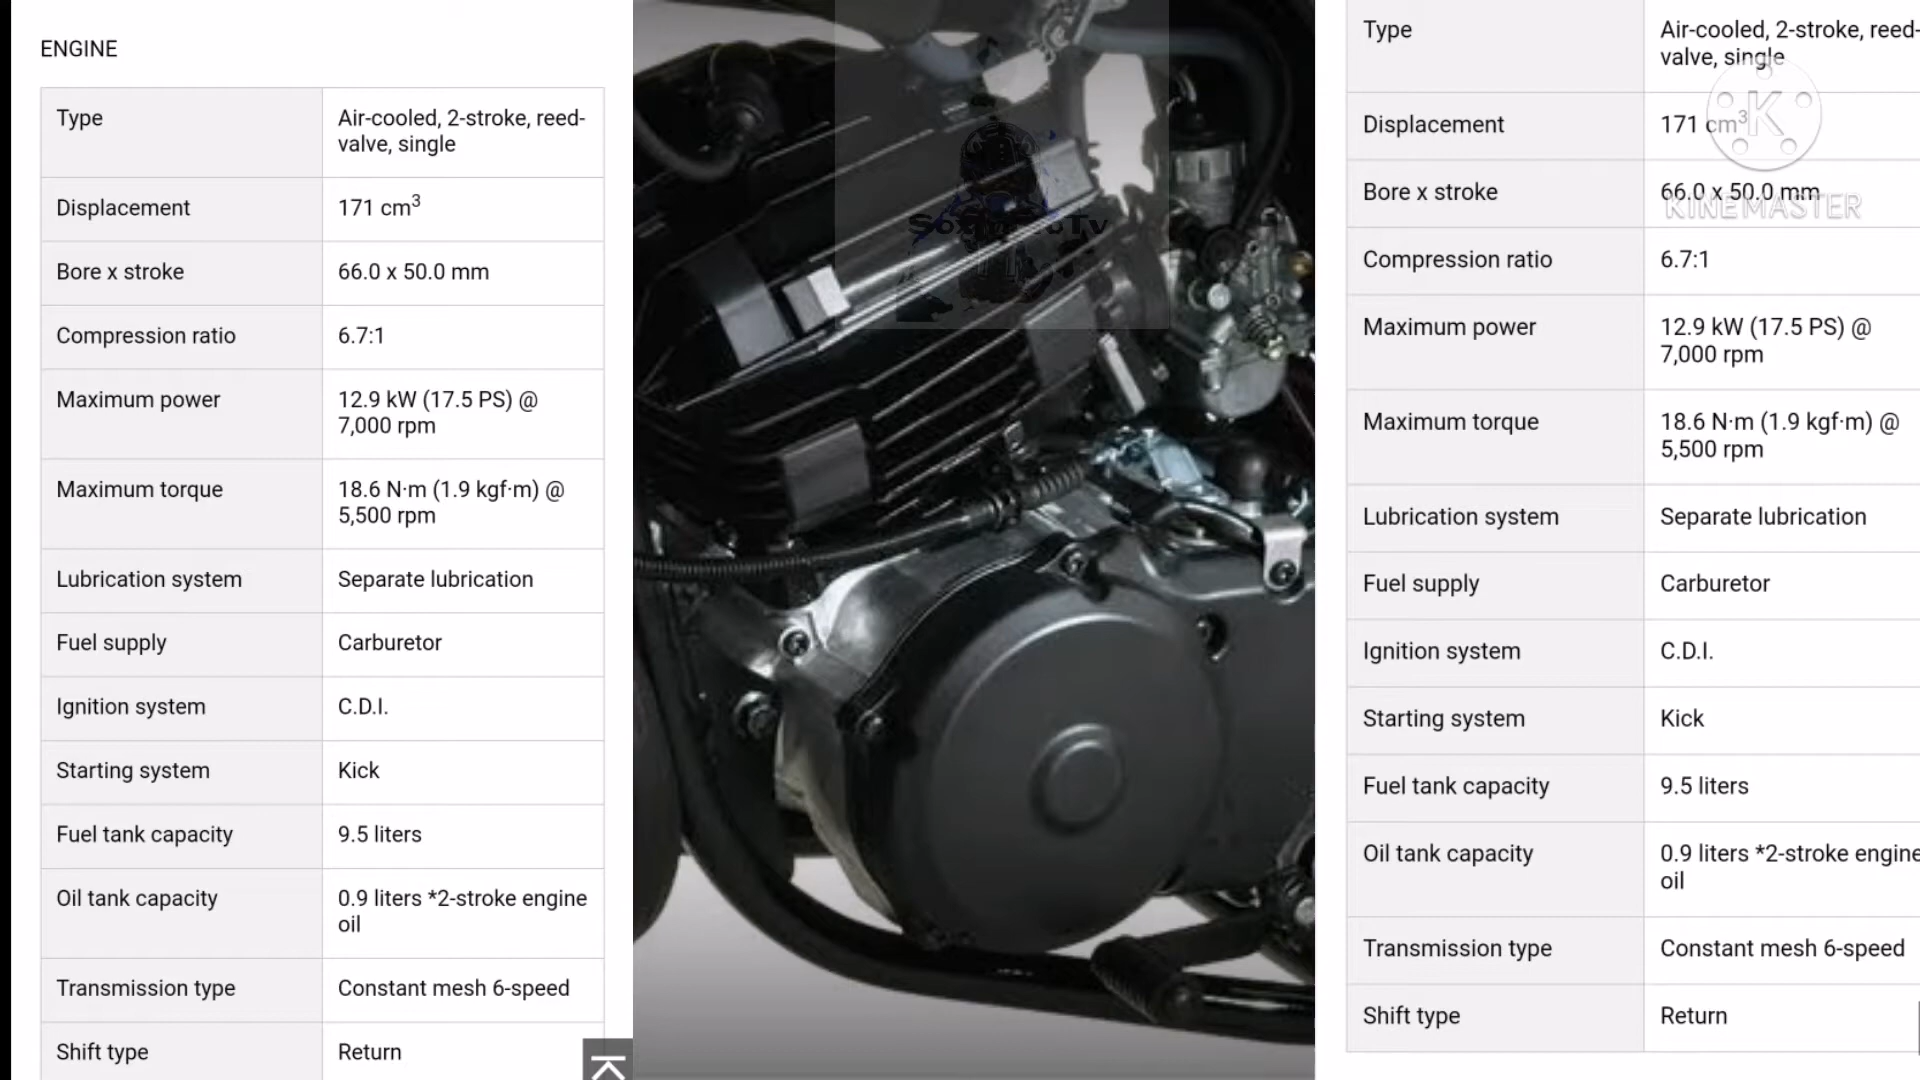 ENGINE
Type
Air-cooled, 2-stroke, reed-
valve, single
Displacement
171 cm³
Bore x stroke
66.0 x 50.0 mm
Compression ratio
6.7:1
Maximum power
12.9 kW (17.5 PS) @
7,000 rpm
Maximum torque
18.6 N·m (1.9 kgf·m) @
5,500 rpm
Lubrication system
Separate lubrication
Fuel supply
Carburetor
Ignition system
C.D.I.
Starting system
Kick
Fuel tank capacity
9.5 liters
Oil tank capacity
0.9 liters *2-stroke engine
oil
Transmission type
Constant mesh 6-speed
Shift type
Return
Tv
Type
Air-cooled, 2-stroke, reed-
valve, single
Displacement
171 cm³
K
Bore x stroke
66.0 x 50.0 mm
KINEMASTER
Compression ratio
6.7:1
Maximum power
12.9 kW (17.5 PS) @
7,000 rpm
Maximum torque
18.6 N·m (1.9 kgf·m) @
5,500 rpm
Lubrication system
Separate lubrication
Fuel supply
Carburetor
Ignition system
C.D.I.
Starting system
Kick
Fuel tank capacity
9.5 liters
Oil tank capacity
0.9 liters *2-stroke engine
oil
Transmission type
Constant mesh 6-speed
Shift type
Return